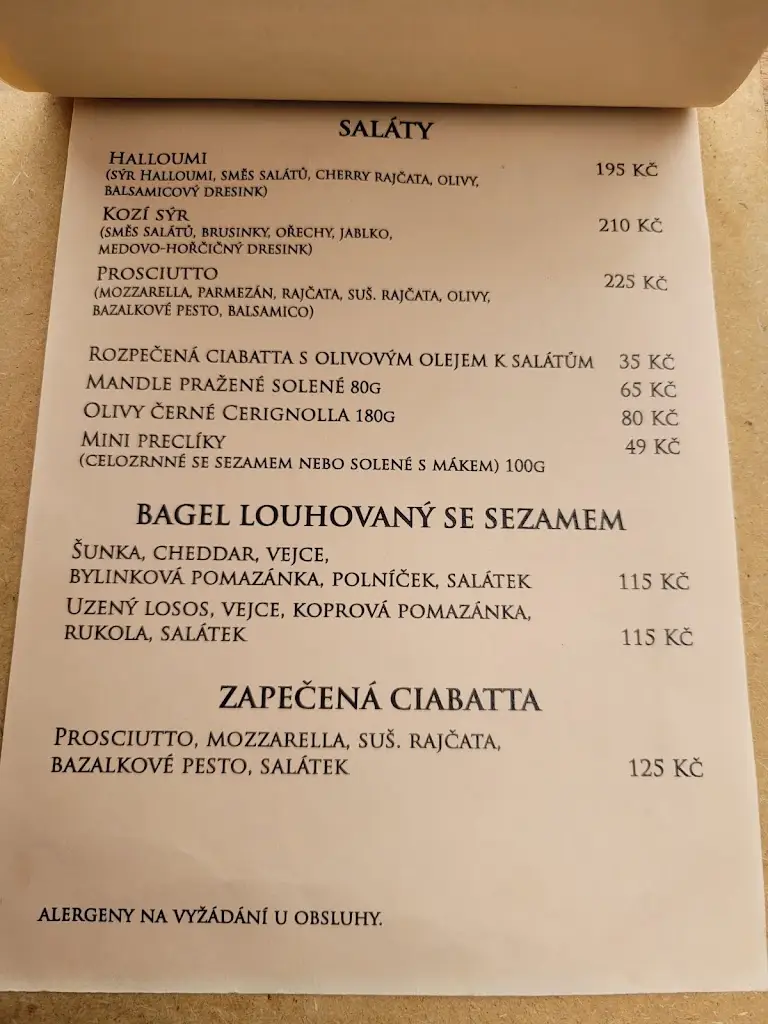 SALÁTY
HALLOUMI 195 KČ
(SÝR HALLOUMI, SMĚS SALÁTŮ, CHERRY RAJČATA, OLIVY,
BALSAMICOVÝ DRESINK)
KOZÍ SÝR 210 KČ
(SMĚS SALÁTŮ, BRUSINKY, OŘECHY, JABLKO,
MEDOVO-HOŘČIČNÝ DRESINK)
PROSCIUTTO 225 KČ
(MOZZARELLA, PARMEZÁN, RAJČATA, SUŠ. RAJČATA, OLIVY,
BAZALKOVÉ PESTO, BALSAMICO)
ROZPEČENÁ CIABATTA S OLIVOVÝM OLEJEM K SALÁTŮM 35 KČ
MANDLE PRAŽENÉ SOLENÉ 80G 65 KČ
OLIVY ČERNÉ CERIGNOLLA 180G 80 KČ
MINI PRECLÍKY 49 KČ
(CELOZRNNÉ SE SEZAMEM NEBO SOLENÉ S MÁKEM) 100G
BAGEL LOUHOVANÝ SE SEZAMEM
ŠUNKA, CHEDDAR, VEJCE,
BYLINKOVÁ POMAZÁNKA, POLNÍČEK, SALÁTEK 115 KČ
UZENÝ LOSOS, VEJCE, KOPROVÁ POMAZÁNKA,
RUKOLA, SALÁTEK 115 KČ
ZAPEČENÁ CIABATTA
PROSCIUTTO, MOZZARELLA, SUŠ. RAJČATA,
BAZALKOVÉ PESTO, SALÁTEK 125 KČ
ALERGENY NA VYŽÁDÁNÍ U OBSLUHY.